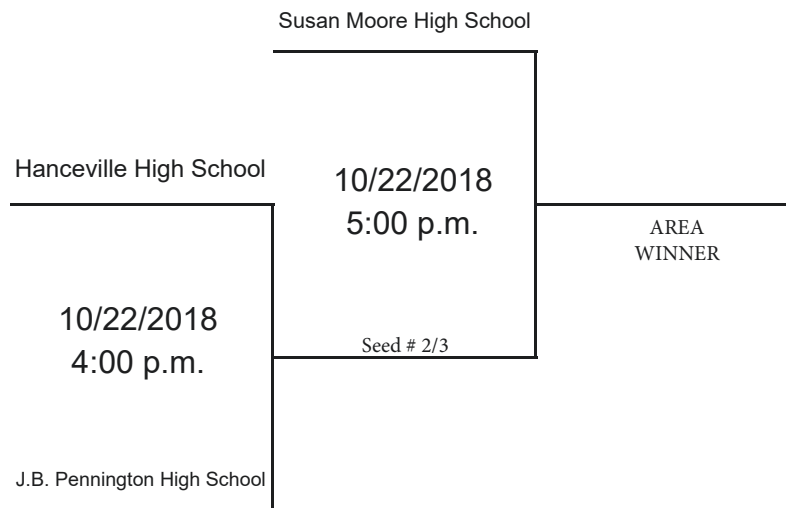 Susan Moore High School
Hanceville High School
10/22/2018
5:00 p.m.
AREA
WINNER
10/22/2018
4:00 p.m.
Seed # 2/3
J.B. Pennington High School